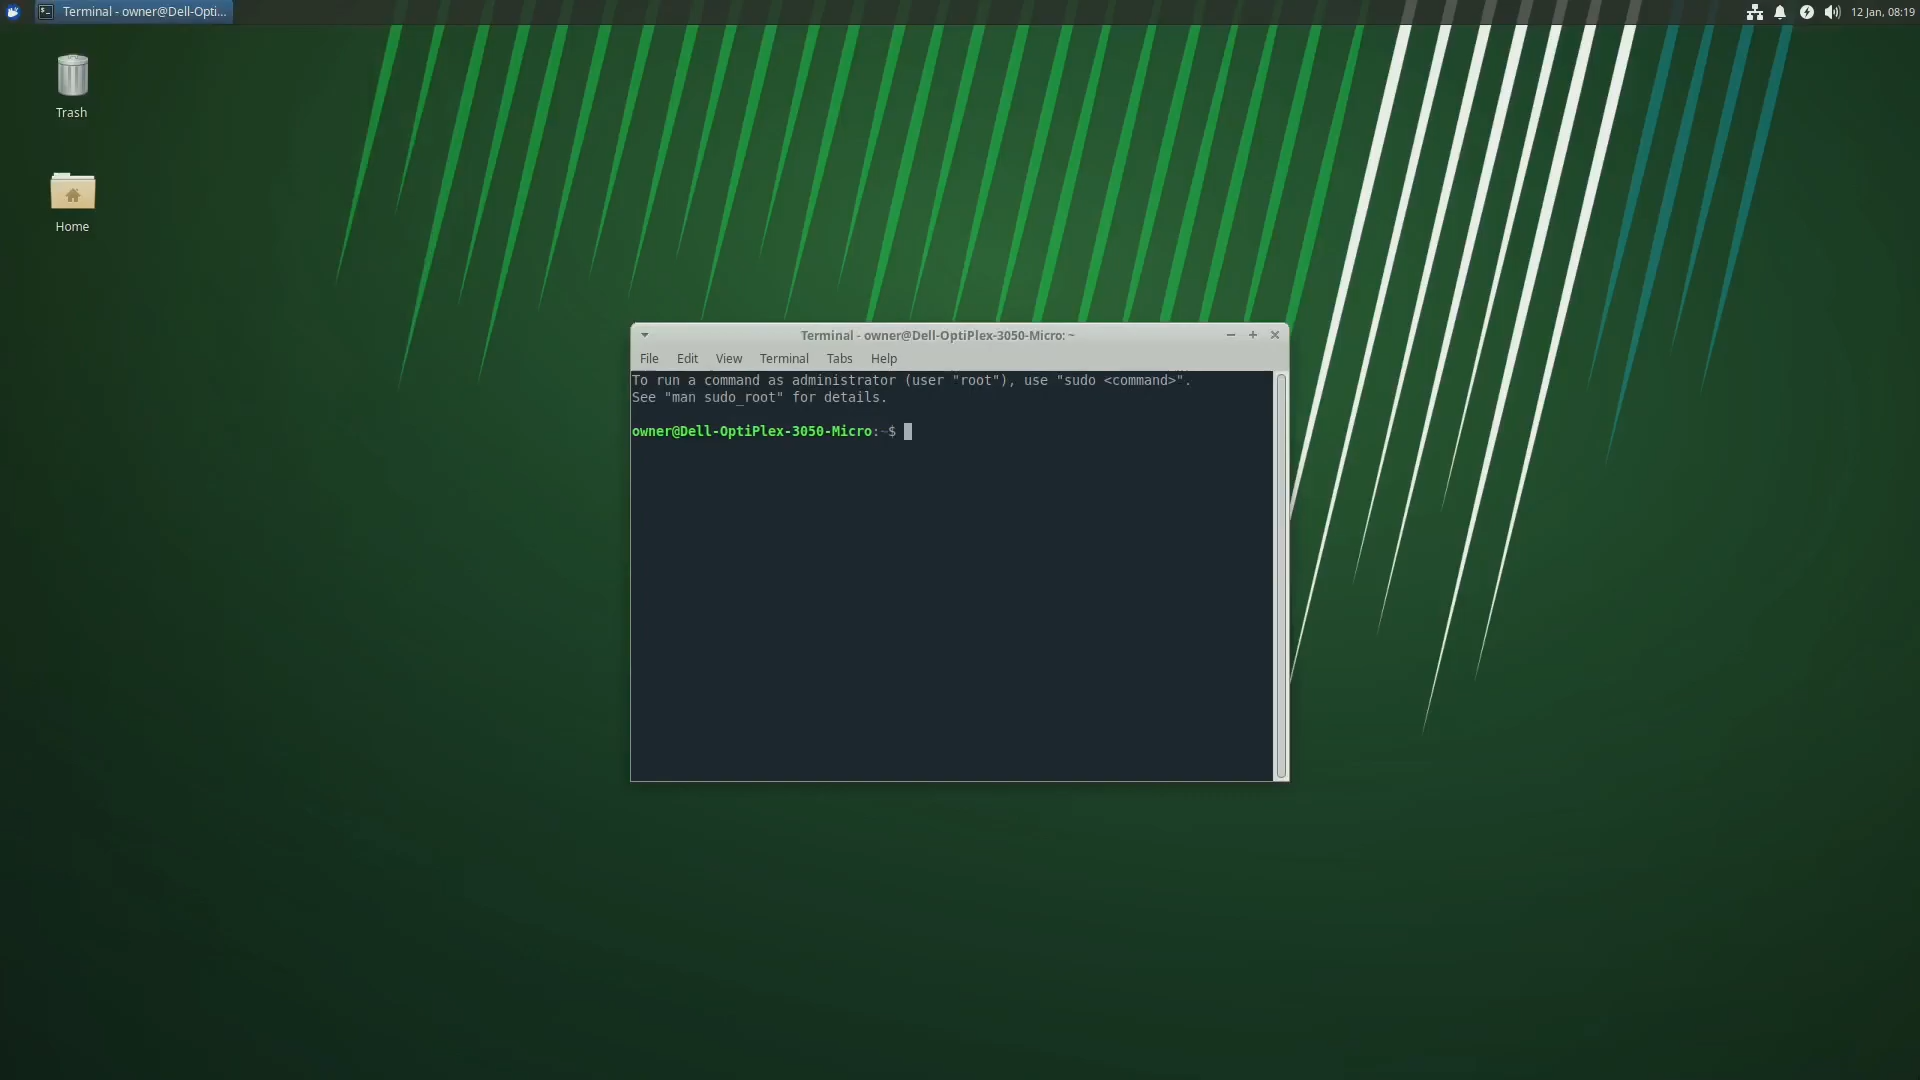 Terminal - owner@Dell-Opti...
12 Jan, 08:19
Trash
Home
Terminal - owner@Dell-OptiPlex-3050-Micro: ~
File Edit View Terminal Tabs Help
To run a command as administrator (user "root"), use "sudo <command>".
See "man sudo_root" for details.
owner@Dell-OptiPlex-3050-Micro:~$